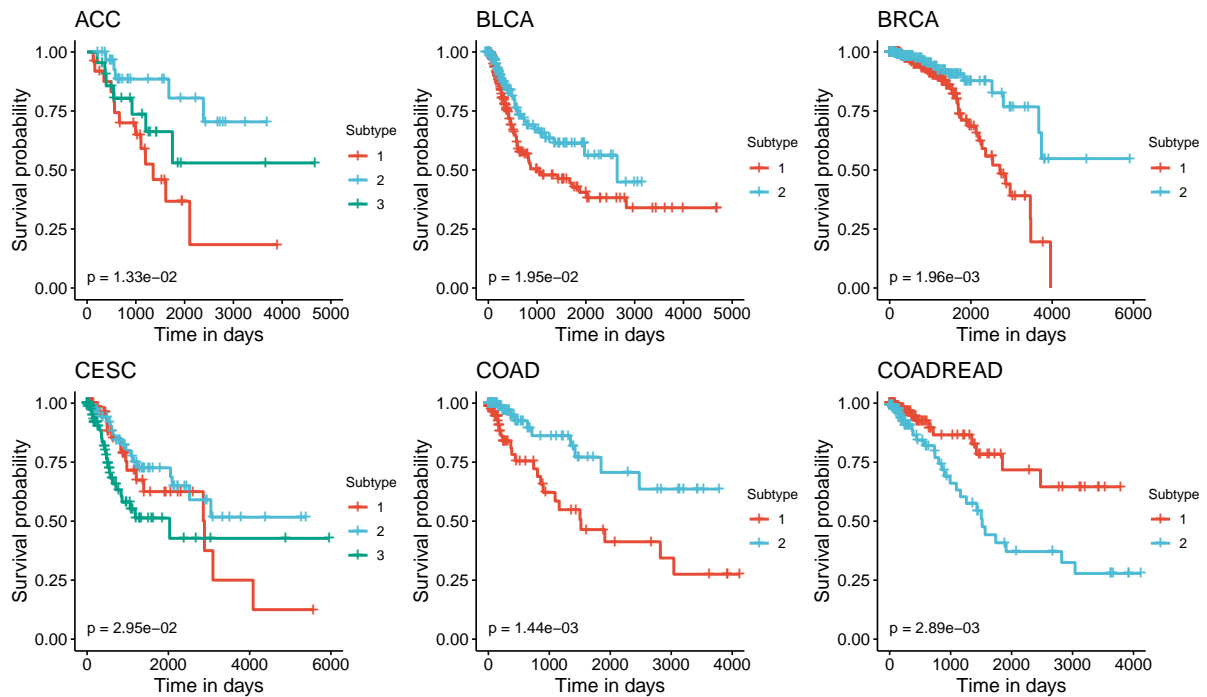 ACC
Survival probability
1.00
0.75
0.50
0.25
0.00
p = 1.33e−02
0 1000 2000 3000 4000 5000
Time in days
Subtype
1
2
3
BLCA
Survival probability
1.00
0.75
0.50
0.25
0.00
p = 1.95e−02
0 1000 2000 3000 4000 5000
Time in days
Subtype
1
2
BRCA
Survival probability
1.00
0.75
0.50
0.25
0.00
p = 1.96e−03
0 2000 4000 6000
Time in days
Subtype
1
2
CESC
Survival probability
1.00
0.75
0.50
0.25
0.00
p = 2.95e−02
0 2000 4000 6000
Time in days
Subtype
1
2
3
COAD
Survival probability
1.00
0.75
0.50
0.25
0.00
p = 1.44e−03
0 1000 2000 3000 4000
Time in days
Subtype
1
2
COADREAD
Survival probability
1.00
0.75
0.50
0.25
0.00
p = 2.89e−03
0 1000 2000 3000 4000
Time in days
Subtype
1
2